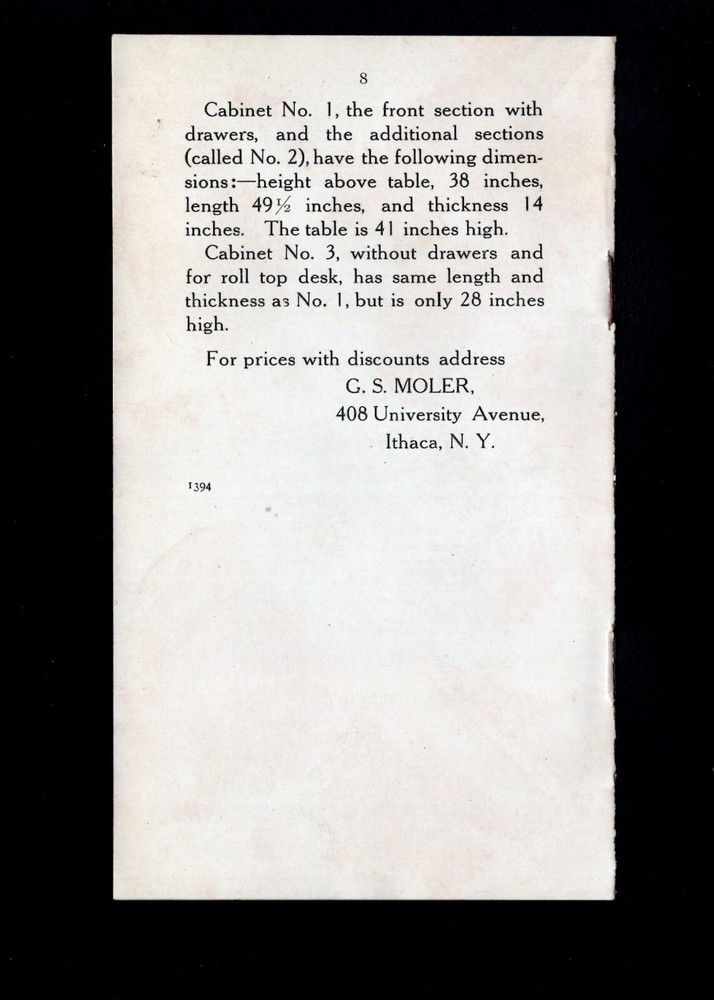 8
Cabinet No. 1, the front section with
drawers, and the additional sections
(called No. 2), have the following dimen-
sions:—height above table, 38 inches,
length 49½ inches, and thickness 14
inches. The table is 41 inches high.
Cabinet No. 3, without drawers and
for roll top desk, has same length and
thickness as No. 1, but is only 28 inches
high.
For prices with discounts address
G. S. MOLER,
408 University Avenue,
Ithaca, N. Y.
1394